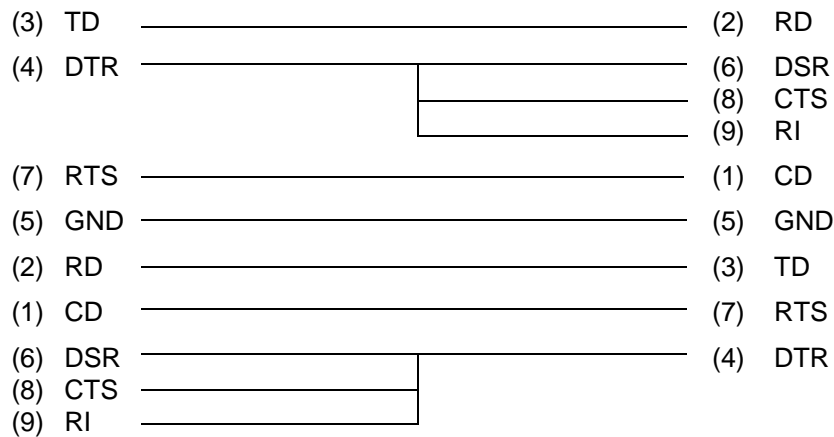 (3) TD (2) RD
(4) DTR (6) DSR
(8) CTS
(9) RI
(7) RTS (1) CD
(5) GND (5) GND
(2) RD (3) TD
(1) CD (7) RTS
(6) DSR (4) DTR
(8) CTS
(9) RI